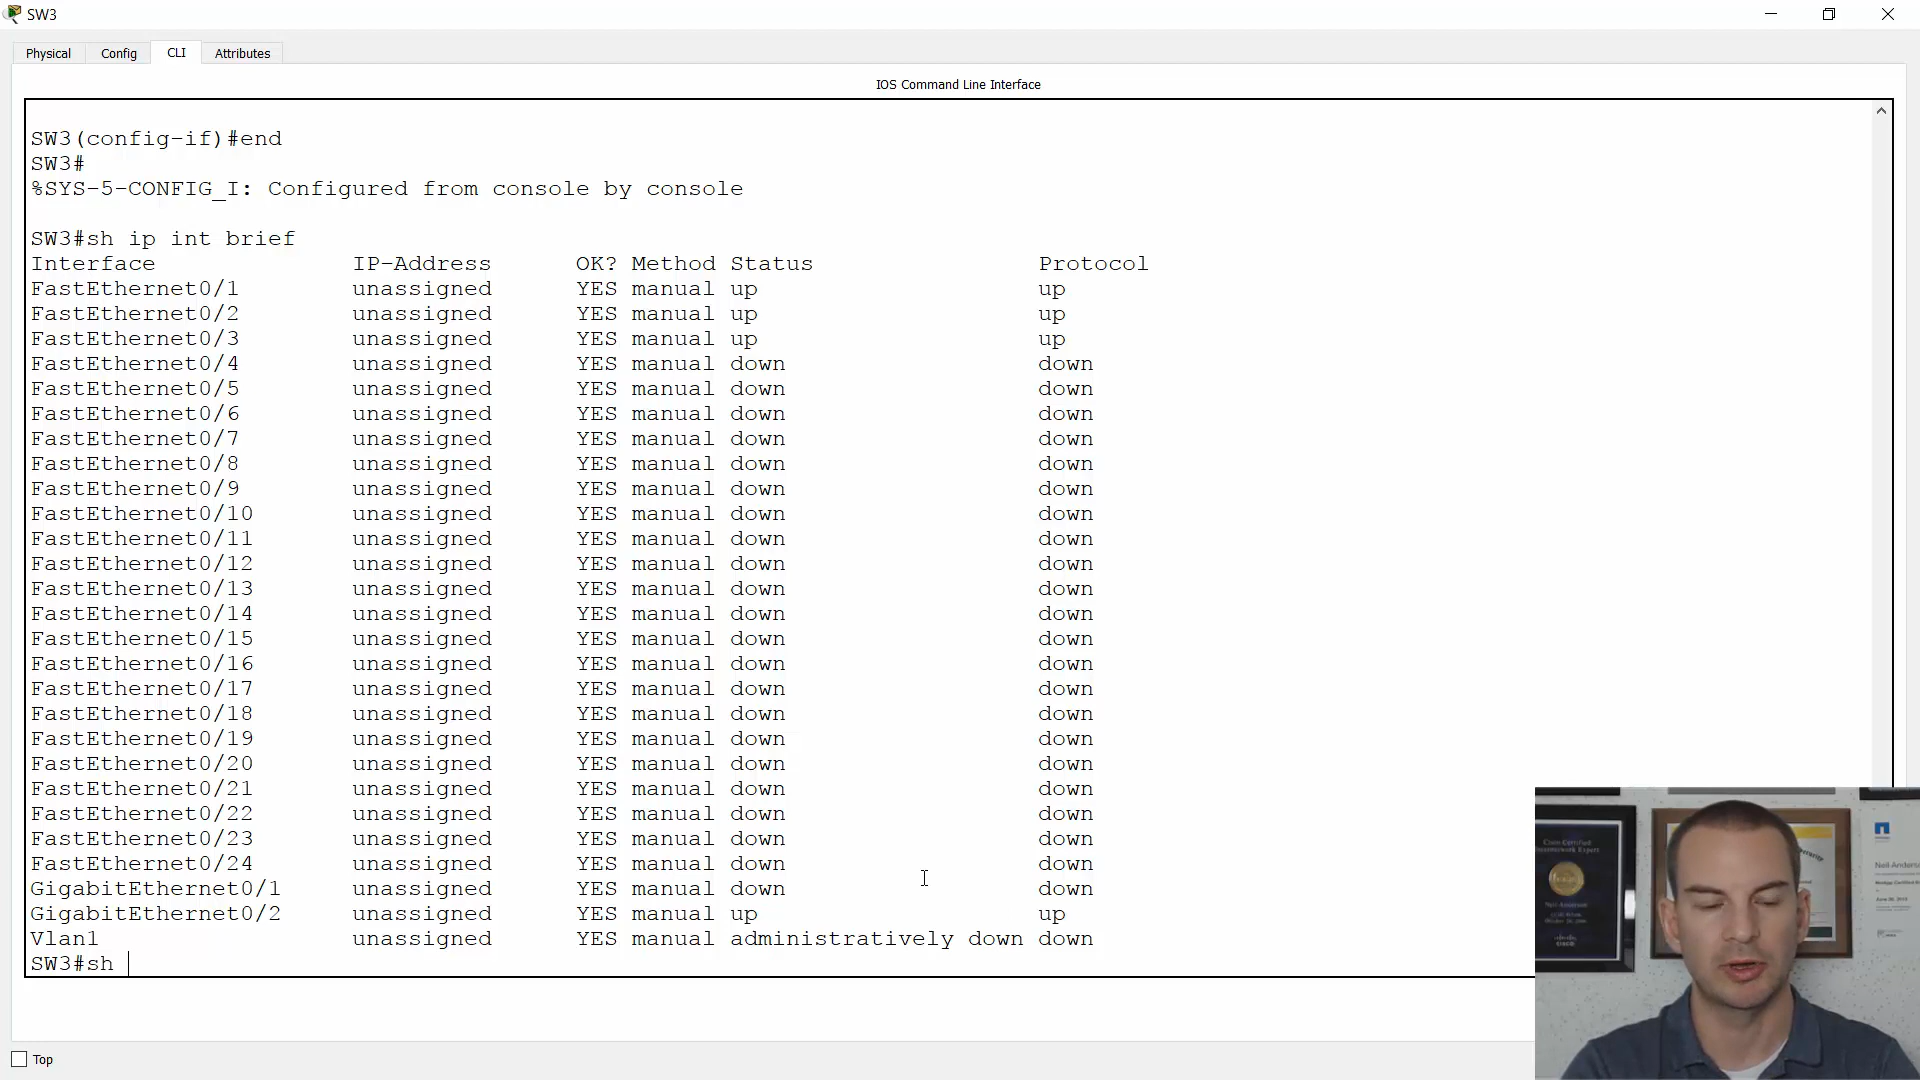 SW3
Physical
Config
CLI
Attributes
IOS Command Line Interface
SW3(config-if)#end
SW3#
%SYS-5-CONFIG_I: Configured from console by console
SW3#sh ip int brief
Interface IP-Address OK? Method Status Protocol
FastEthernet0/1 unassigned YES manual up up
FastEthernet0/2 unassigned YES manual up up
FastEthernet0/3 unassigned YES manual up up
FastEthernet0/4 unassigned YES manual down down
FastEthernet0/5 unassigned YES manual down down
FastEthernet0/6 unassigned YES manual down down
FastEthernet0/7 unassigned YES manual down down
FastEthernet0/8 unassigned YES manual down down
FastEthernet0/9 unassigned YES manual down down
FastEthernet0/10 unassigned YES manual down down
FastEthernet0/11 unassigned YES manual down down
FastEthernet0/12 unassigned YES manual down down
FastEthernet0/13 unassigned YES manual down down
FastEthernet0/14 unassigned YES manual down down
FastEthernet0/15 unassigned YES manual down down
FastEthernet0/16 unassigned YES manual down down
FastEthernet0/17 unassigned YES manual down down
FastEthernet0/18 unassigned YES manual down down
FastEthernet0/19 unassigned YES manual down down
FastEthernet0/20 unassigned YES manual down down
FastEthernet0/21 unassigned YES manual down down
FastEthernet0/22 unassigned YES manual down down
FastEthernet0/23 unassigned YES manual down down
FastEthernet0/24 unassigned YES manual down down
GigabitEthernet0/1 unassigned YES manual down down
GigabitEthernet0/2 unassigned YES manual up up
Vlan1 unassigned YES manual administratively down down
SW3#sh
Top
Cisco Certified